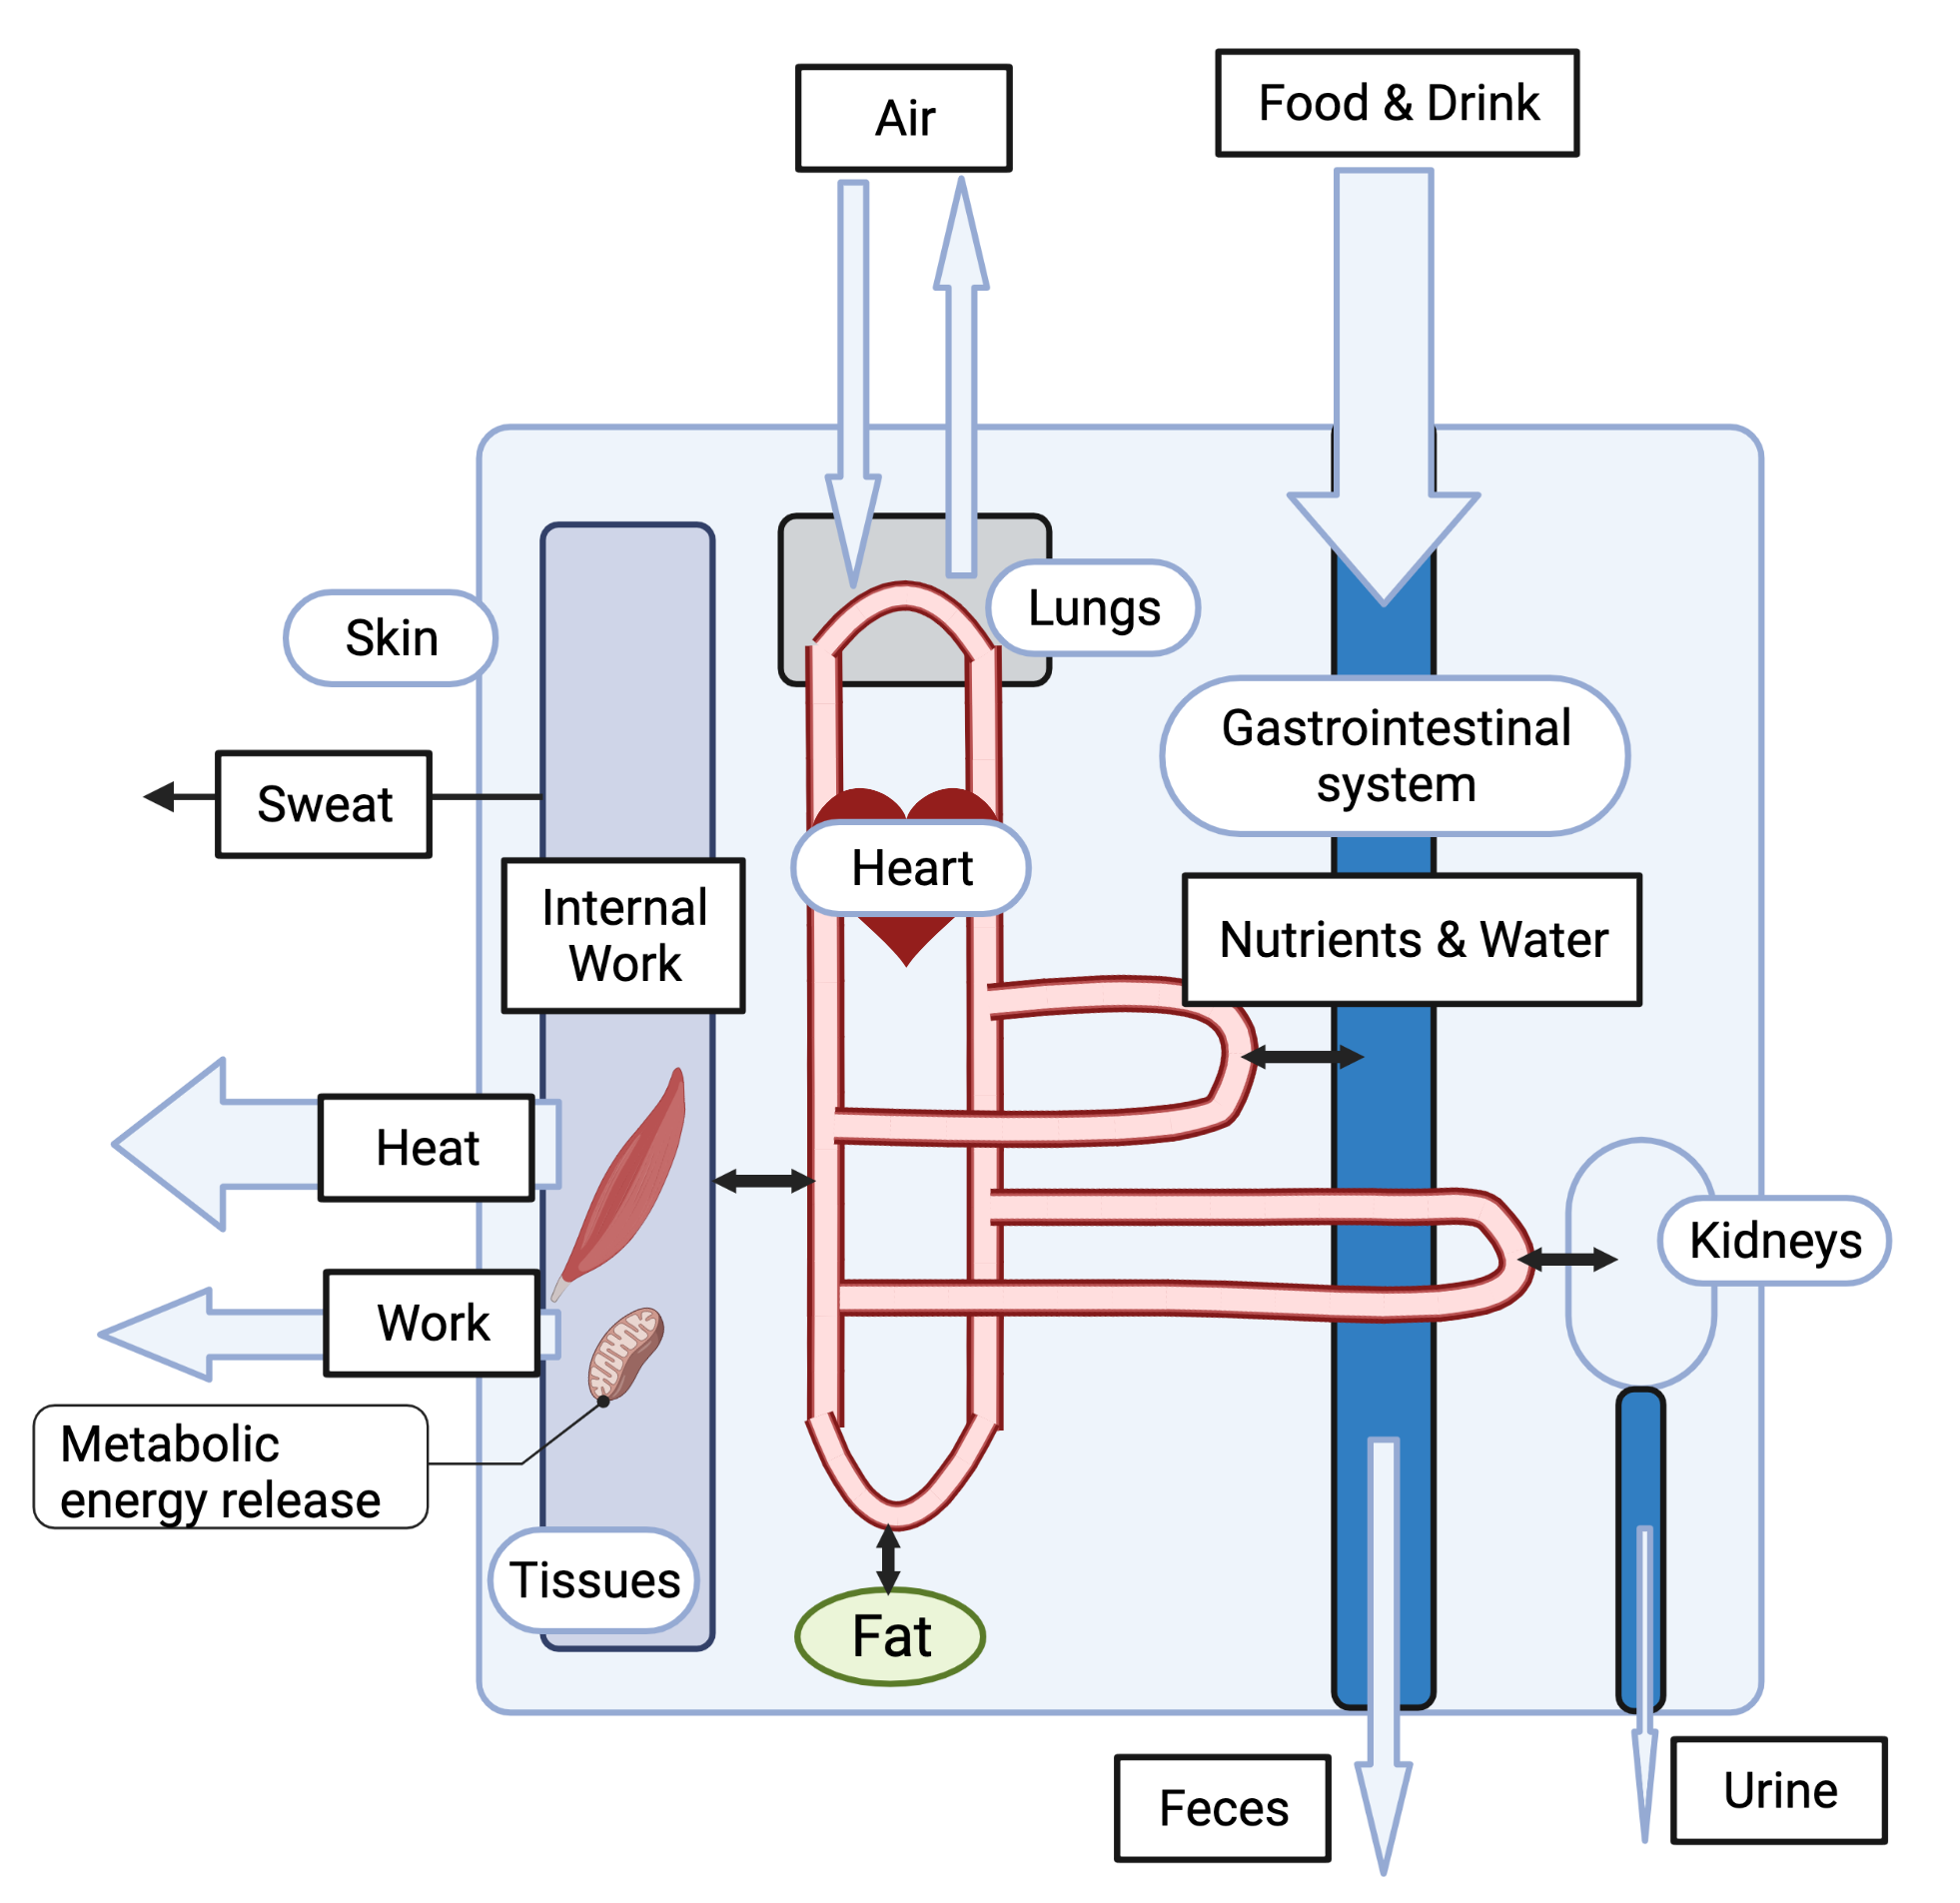 Air
Food & Drink
Lungs
Skin
Gastrointestinal
system
Sweat
Heart
Internal
Work
Nutrients & Water
Heat
Kidneys
Work
Metabolic
energy release
Tissues
Fat
Feces
Urine